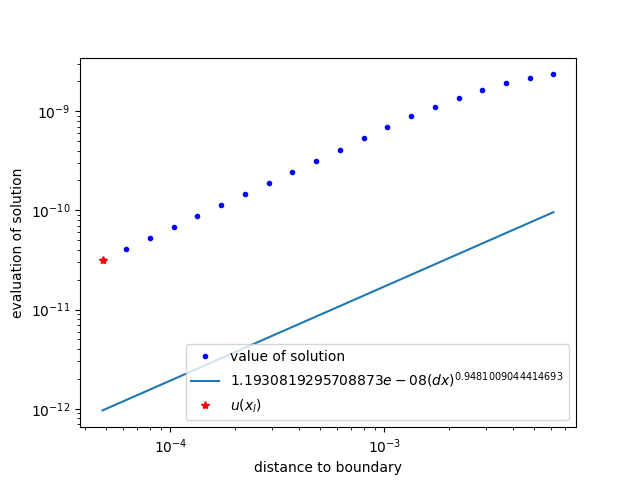 10⁻⁹
10⁻¹⁰
10⁻¹¹
10⁻¹²
evaluation of solution
value of solution
1.1930819295708873e − 08(dx)^0.9481009044414693
u(x_l)
10⁻⁴
10⁻³
distance to boundary